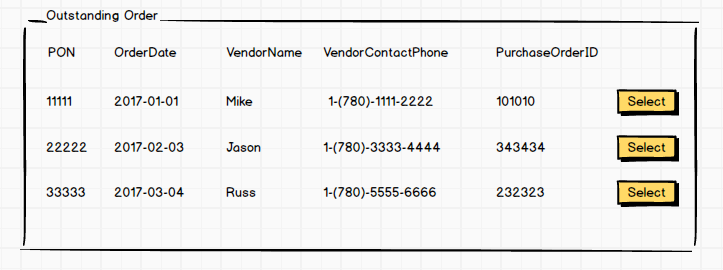 Outstanding Order
PON OrderDate VendorName VendorContactPhone PurchaseOrderID
11111 2017-01-01 Mike 1-(780)-1111-2222 101010 Select
22222 2017-02-03 Jason 1-(780)-3333-4444 343434 Select
33333 2017-03-04 Russ 1-(780)-5555-6666 232323 Select